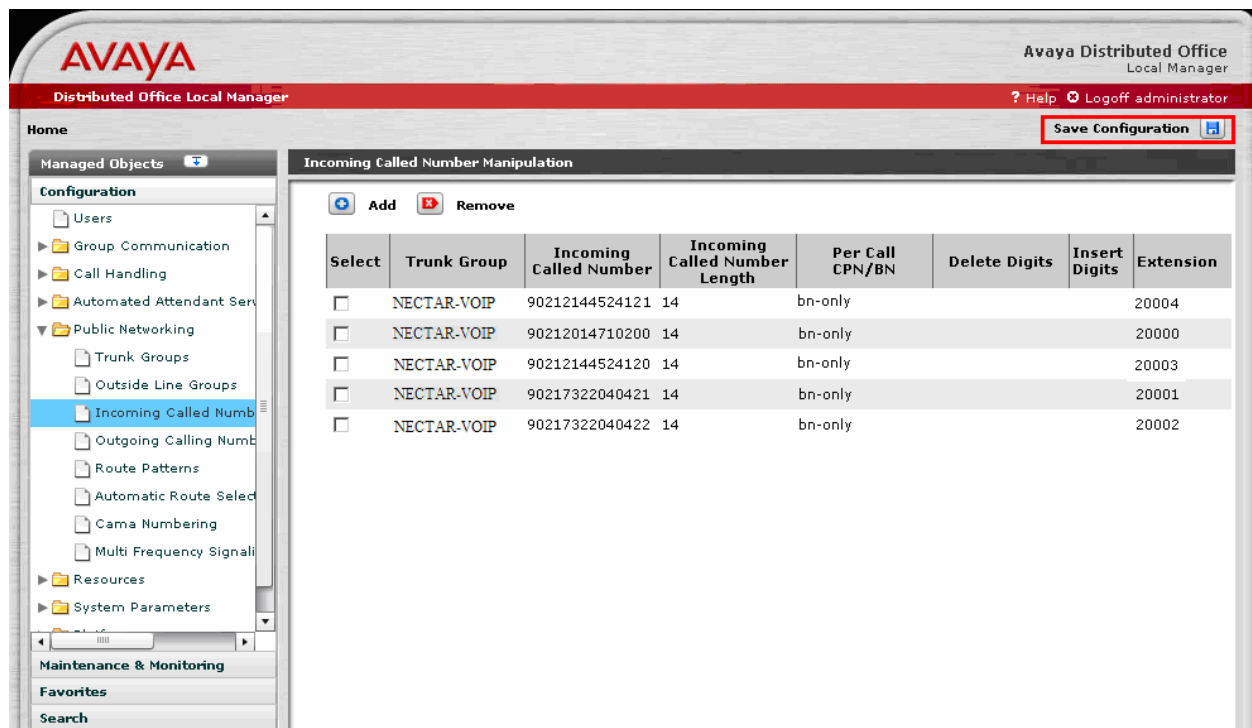 AVAYA
Avaya Distributed Office
Local Manager
Distributed Office Local Manager
? Help Logoff administrator
Home
Save Configuration
Managed Objects
Configuration
Users
Group Communication
Call Handling
Automated Attendant Serv
Public Networking
Trunk Groups
Outside Line Groups
Incoming Called Numb
Outgoing Calling Numb
Route Patterns
Automatic Route Select
Cama Numbering
Multi Frequency Signali
Resources
System Parameters
Maintenance & Monitoring
Favorites
Search
Incoming Called Number Manipulation
Add Remove
Select Trunk Group Incoming Called Number Incoming Called Number Length Per Call CPN/BN Delete Digits Insert Digits Extension
NECTAR-VOIP 90212144524121 14 bn-only 20004
NECTAR-VOIP 90212014710200 14 bn-only 20000
NECTAR-VOIP 90212144524120 14 bn-only 20003
NECTAR-VOIP 90217322040421 14 bn-only 20001
NECTAR-VOIP 90217322040422 14 bn-only 20002